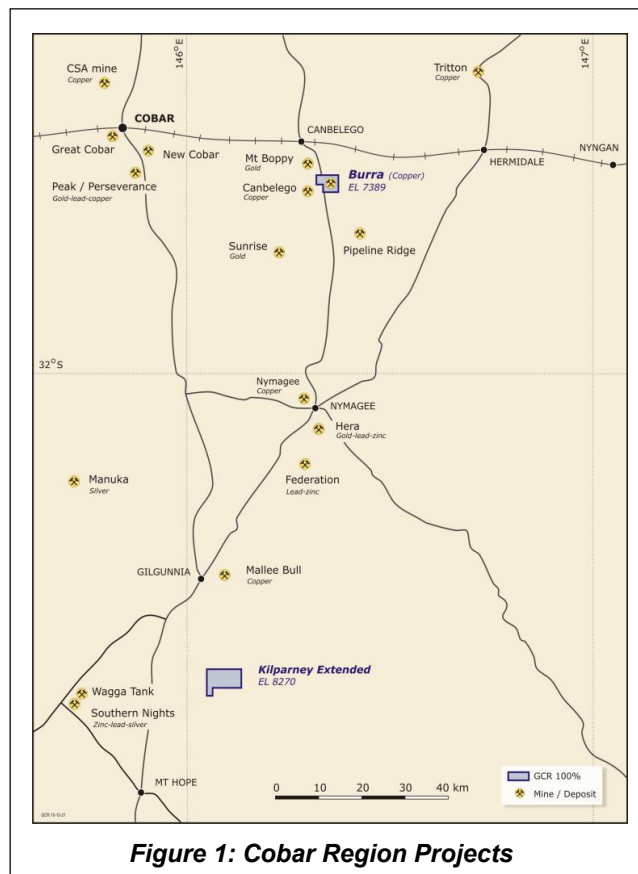 146°E
147°E
CSA mine
Copper
Tritton
Copper
COBAR
CANBELEGO
Great Cobar
New Cobar
Mt Boppy
Gold
HERMIDALE
NYNGAN
Peak / Perseverance
Gold-lead-copper
Canbelego
Copper
Burra (Copper)
EL 7389
Sunrise
Gold
Pipeline Ridge
32°S
Nymagee
Copper
NYMAGEE
Hera
Gold-lead-zinc
Manuka
Silver
Federation
Lead-zinc
GILGUNNIA
Mallee Bull
Copper
Kilparney Extended
EL 8270
Wagga Tank
Southern Nights
Zinc-lead-silver
MT HOPE
0 10 20 30 40 km
GCR 100%
Mine / Deposit
Figure 1: Cobar Region Projects